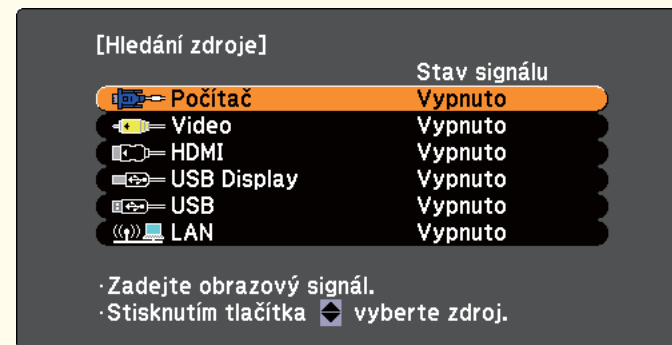 [Hledání zdroje]
Stav signálu
Počítač Vypnuto
Video Vypnuto
HDMI Vypnuto
USB Display Vypnuto
USB Vypnuto
LAN Vypnuto
·Zadejte obrazový signál.
·Stisknutím tlačítka vyberte zdroj.